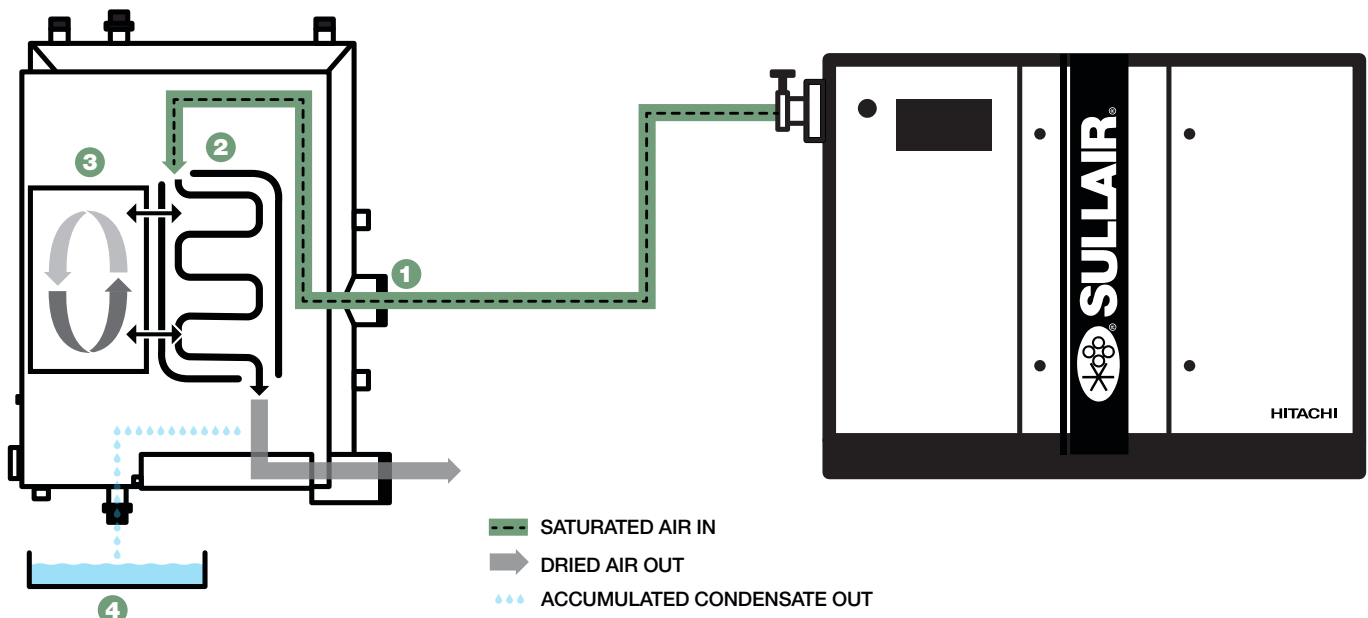 2
3
1
SULLAIR®
®
HITACHI
SATURATED AIR IN
DRIED AIR OUT
ACCUMULATED CONDENSATE OUT
4